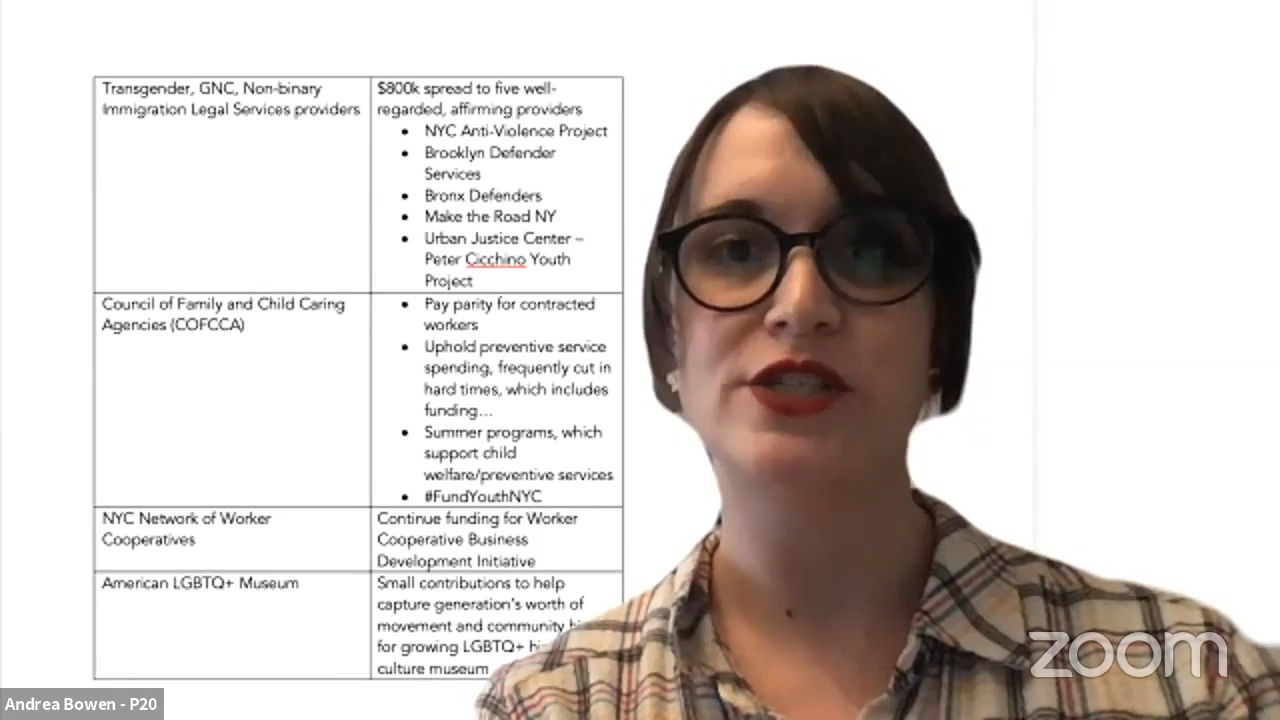 Transgender, GNC, Non-binary
Immigration Legal Services providers
$800k spread to five well-
regarded, affirming providers
• NYC Anti-Violence Project
• Brooklyn Defender
Services
• Bronx Defenders
• Make the Road NY
• Urban Justice Center –
Peter Cicchino Youth
Project
Council of Family and Child Caring
Agencies (COFCCA)
• Pay parity for contracted
workers
• Uphold preventive service
spending, frequently cut in
hard times, which includes
funding...
• Summer programs, which
support child
welfare/preventive services
• #FundYouthNYC
NYC Network of Worker
Cooperatives
Continue funding for Worker
Cooperative Business
Development Initiative
American LGBTQ+ Museum
Small contributions to help
capture generation's worth of
movement and community
for growing LGBTQ+
culture museum
zoom
Andrea Bowen - P20